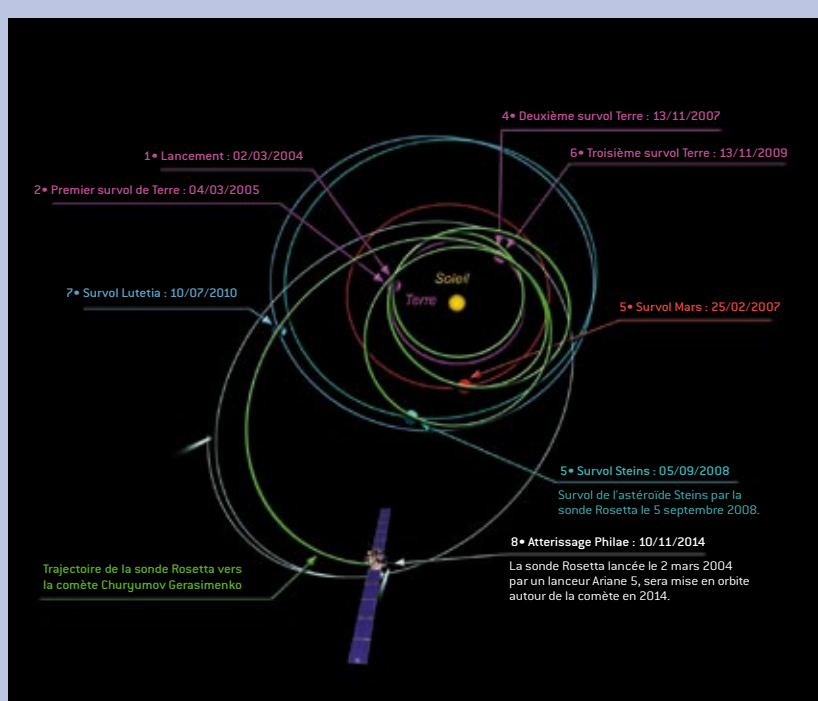 4• Deuxième survol Terre : 13/11/2007
1• Lancement : 02/03/2004
6• Troisième survol Terre : 13/11/2009
2• Premier survol de Terre : 04/03/2005
Soleil
Terre
7• Survol Lutetia : 10/07/2010
5• Survol Mars : 25/02/2007
5• Survol Steins : 05/09/2008
Survol de l'astéroïde Steins par la
sonde Rosetta le 5 septembre 2008.
8• Atterissage Philae : 10/11/2014
La sonde Rosetta lancée le 2 mars 2004
par un lanceur Ariane 5, sera mise en orbite
autour de la comète en 2014.
Trajectoire de la sonde Rosetta vers
la comète Churyumov Gerasimenko